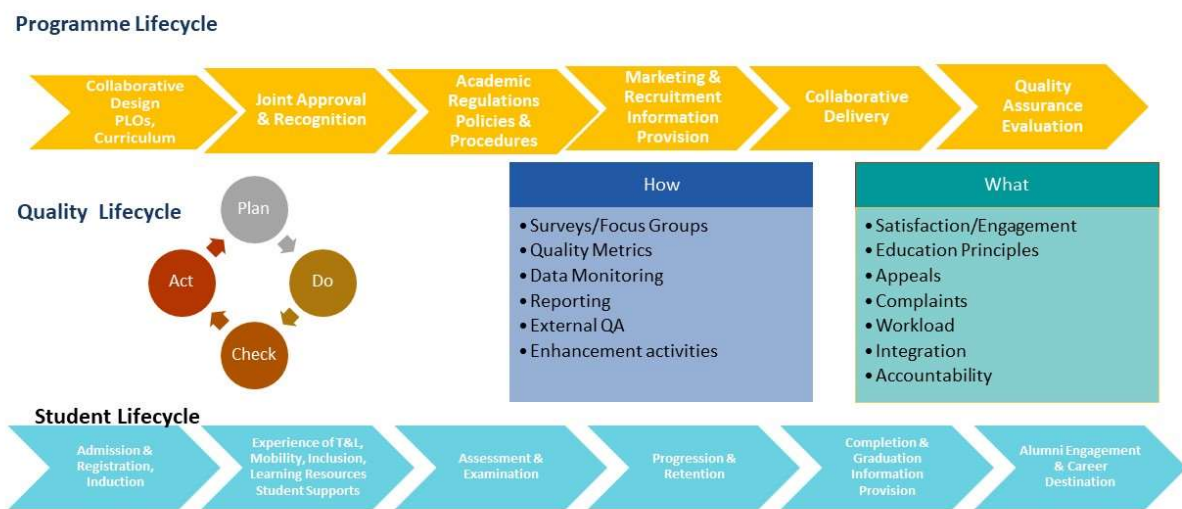 Programme Lifecycle
Collaborative
Design
PLOs,
Curriculum
Joint Approval
& Recognition
Academic
Regulations
Policies &
Procedures
Marketing &
Recruitment
Information
Provision
Collaborative
Delivery
Quality
Assurance
Evaluation
Quality Lifecycle
Plan
Do
Check
Act
How
• Surveys/Focus Groups
• Quality Metrics
• Data Monitoring
• Reporting
• External QA
• Enhancement activities
What
• Satisfaction/Engagement
• Education Principles
• Appeals
• Complaints
• Workload
• Integration
• Accountability
Student Lifecycle
Admission &
Registration,
Induction
Experience of T&L,
Mobility, Inclusion,
Learning Resources
Student Supports
Assessment &
Examination
Progression &
Retention
Completion &
Graduation
Information
Provision
Alumni Engagement
& Career
Destination